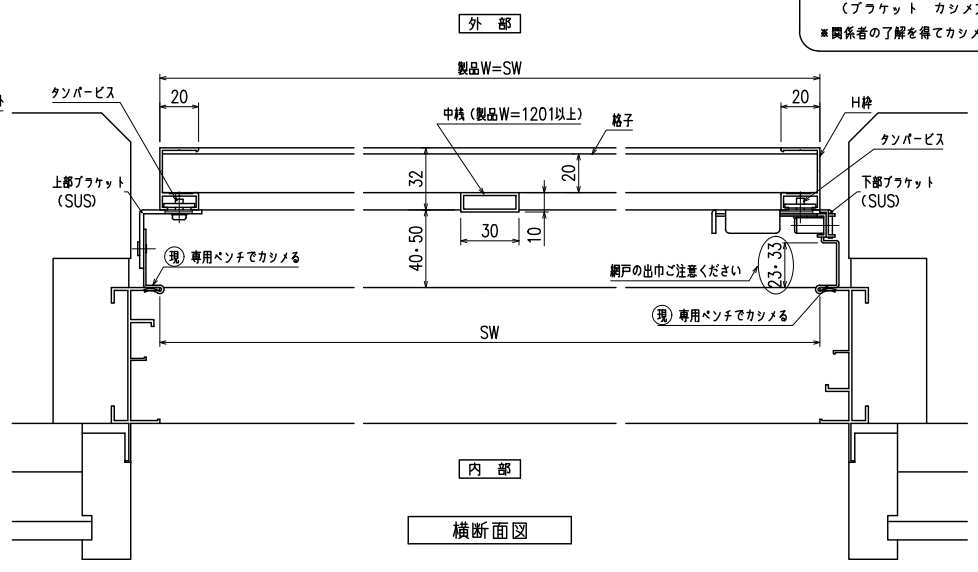 (ブラケット カシメ
※関係者の了解を得てカシメ
外 部
製品W=SW
タンパービス
20
20
中桟(製品W=1201以上)
格子
H枠
タンパービス
上部ブラケット
(SUS)
32
20
下部ブラケット
(SUS)
30
10
40・50
23・33
現 専用ペンチでカシメる
網戸の出巾ご注意ください
現 専用ペンチでカシメる
SW
内 部
横断面図